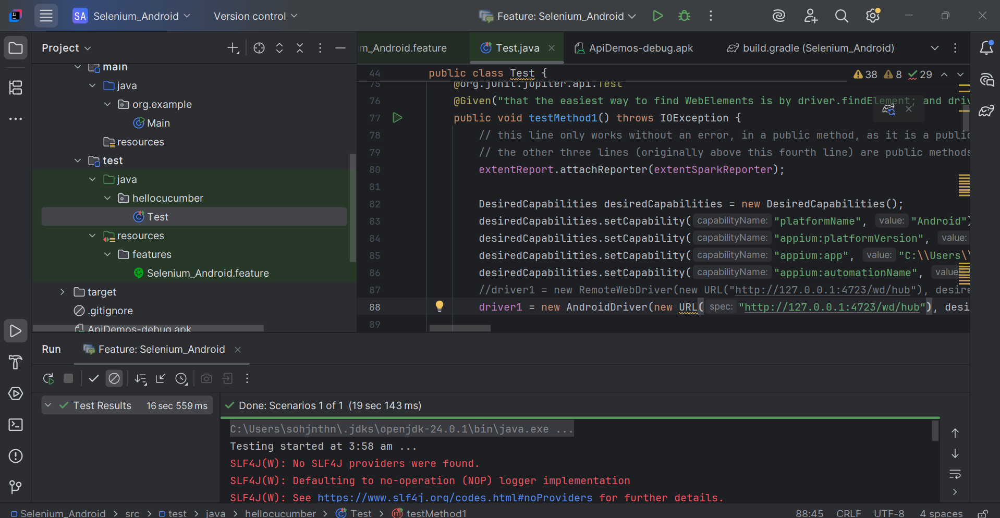 SA Selenium_Android Version control Feature: Selenium_Android
Project
m_Android.feature Test.java ApiDemos-debug.apk build.gradle (Selenium_Android)
main
java
org.example
Main
resources
test
java
hellocucumber
Test
resources
features
Selenium_Android.feature
target
.gitignore
ApiDemos-debug.apk
44 public class Test { 38 8 29
75 @org.junit.jupiter.api.Test
76 @Given("that the easiest way to find WebElements is by driver.findElement; and driv
77 public void testMethod1() throws IOException {
78 // this line only works without an error, in a public method, as it is a public
79 // the other three lines (originally above this fourth line) are public methods
80 extentReport.attachReporter(extentSparkReporter);
81
82 DesiredCapabilities desiredCapabilities = new DesiredCapabilities();
83 desiredCapabilities.setCapability( capabilityName: "platformName", value: "Android")
84 desiredCapabilities.setCapability( capabilityName: "appium:platformVersion", value:
85 desiredCapabilities.setCapability( capabilityName: "appium:app", value: "C:\\Users\\
86 desiredCapabilities.setCapability( capabilityName: "appium:automationName", value:
87 //driver1 = new RemoteWebDriver(new URL("http://127.0.0.1:4723/wd/hub"), desire
88 driver1 = new AndroidDriver(new URL( spec: "http://127.0.0.1:4723/wd/hub"), desi
89
Run Feature: Selenium_Android
Test Results 16 sec 559 ms
Done: Scenarios 1 of 1 (19 sec 143 ms)
C:\Users\sohjnthn\.jdks\openjdk-24.0.1\bin\java.exe ...
Testing started at 3:58 am ...
SLF4J(W): No SLF4J providers were found.
SLF4J(W): Defaulting to no-operation (NOP) logger implementation
SLF4J(W): See https://www.slf4j.org/codes.html#noProviders for further details.
Selenium_Android > src > test > java > hellocucumber > Test > testMethod1 88:45 CRLF UTF-8 4 spaces